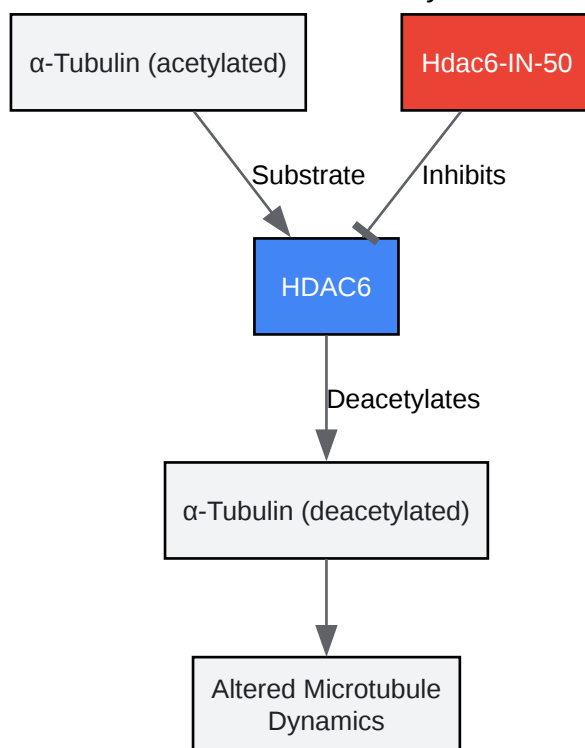 α-Tubulin (acetylated)
Hdac6-IN-50
Substrate
Inhibits
HDAC6
Deacetylates
α-Tubulin (deacetylated)
Altered Microtubule
Dynamics